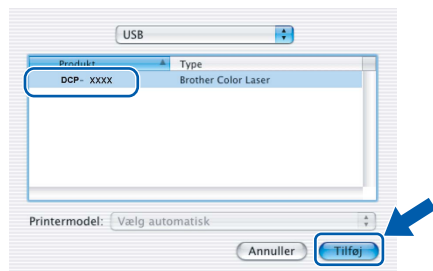 USB
Produkt Type
DCP- XXXX Brother Color Laser
Printermodel: Vælg automatisk
Annuller Tilføj